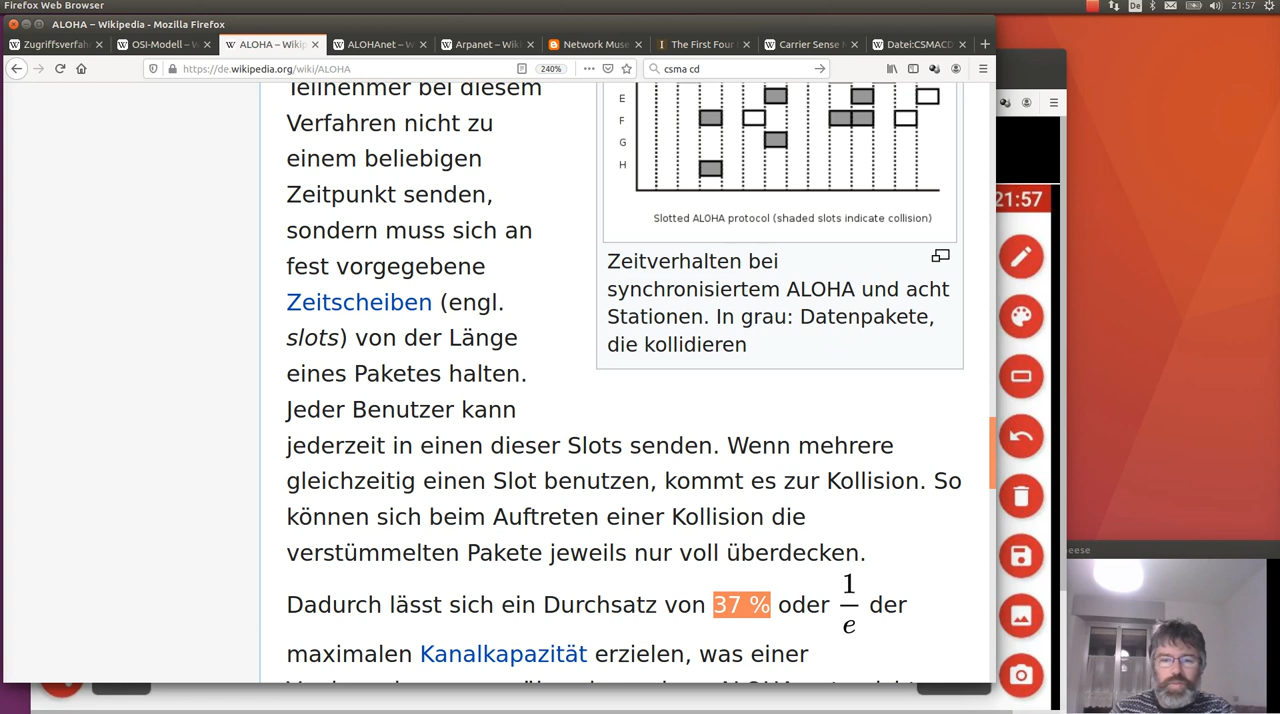 Firefox Web Browser
De
21:57
ALOHA – Wikipedia - Mozilla Firefox
Zugriffsverfah
OSI-Modell – W
ALOHA – Wikip
ALOHAnet – W
Arpanet – Wiki
Network Muse
The First Four
Carrier Sense M
Datei:CSMACD
https://de.wikipedia.org/wiki/ALOHA
240%
csma cd
Teilnehmer bei diesem
Verfahren nicht zu
einem beliebigen
Zeitpunkt senden,
sondern muss sich an
fest vorgegebene
Zeitscheiben (engl.
slots) von der Länge
eines Paketes halten.
Jeder Benutzer kann
jederzeit in einen dieser Slots senden. Wenn mehrere
gleichzeitig einen Slot benutzen, kommt es zur Kollision. So
können sich beim Auftreten einer Kollision die
verstümmelten Pakete jeweils nur voll überdecken.
Dadurch lässt sich ein Durchsatz von 37 % oder 1/e der
maximalen Kanalkapazität erzielen, was einer
E
F
G
H
Slotted ALOHA protocol (shaded slots indicate collision)
Zeitverhalten bei
synchronisiertem ALOHA und acht
Stationen. In grau: Datenpakete,
die kollidieren
21:57
eese